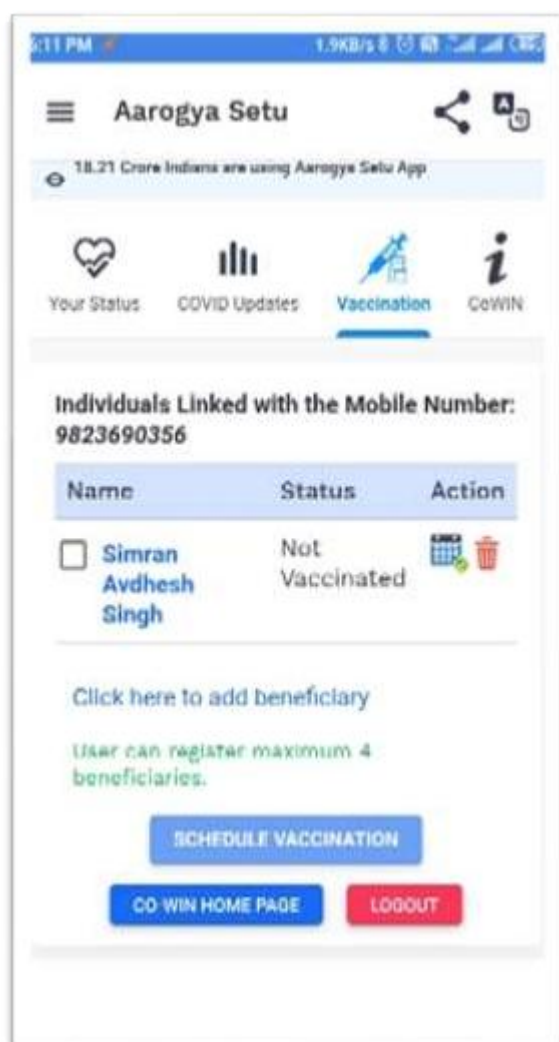 5:11 PM 1.9KB/s
Aarogya Setu
18.21 Crore Indians are using Aarogya Setu App
Your Status COVID Updates Vaccination CoWIN
Individuals Linked with the Mobile Number:
9823690356
Name Status Action
Simran Not
Avdhesh Vaccinated
Singh
Click here to add beneficiary
User can register maximum 4
beneficiaries.
SCHEDULE VACCINATION
CO-WIN HOME PAGE LOGOUT